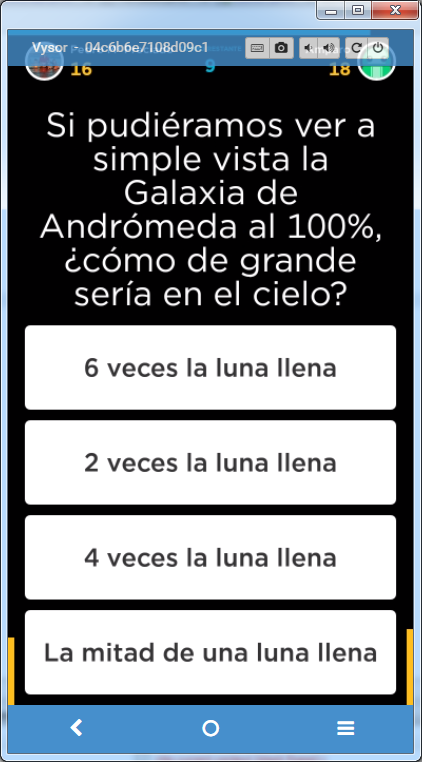 Vysor - 04c6b6e7108d09c1
16
9
18
Si pudiéramos ver a
simple vista la
Galaxia de
Andrómeda al 100%,
¿cómo de grande
sería en el cielo?
6 veces la luna llena
2 veces la luna llena
4 veces la luna llena
La mitad de una luna llena